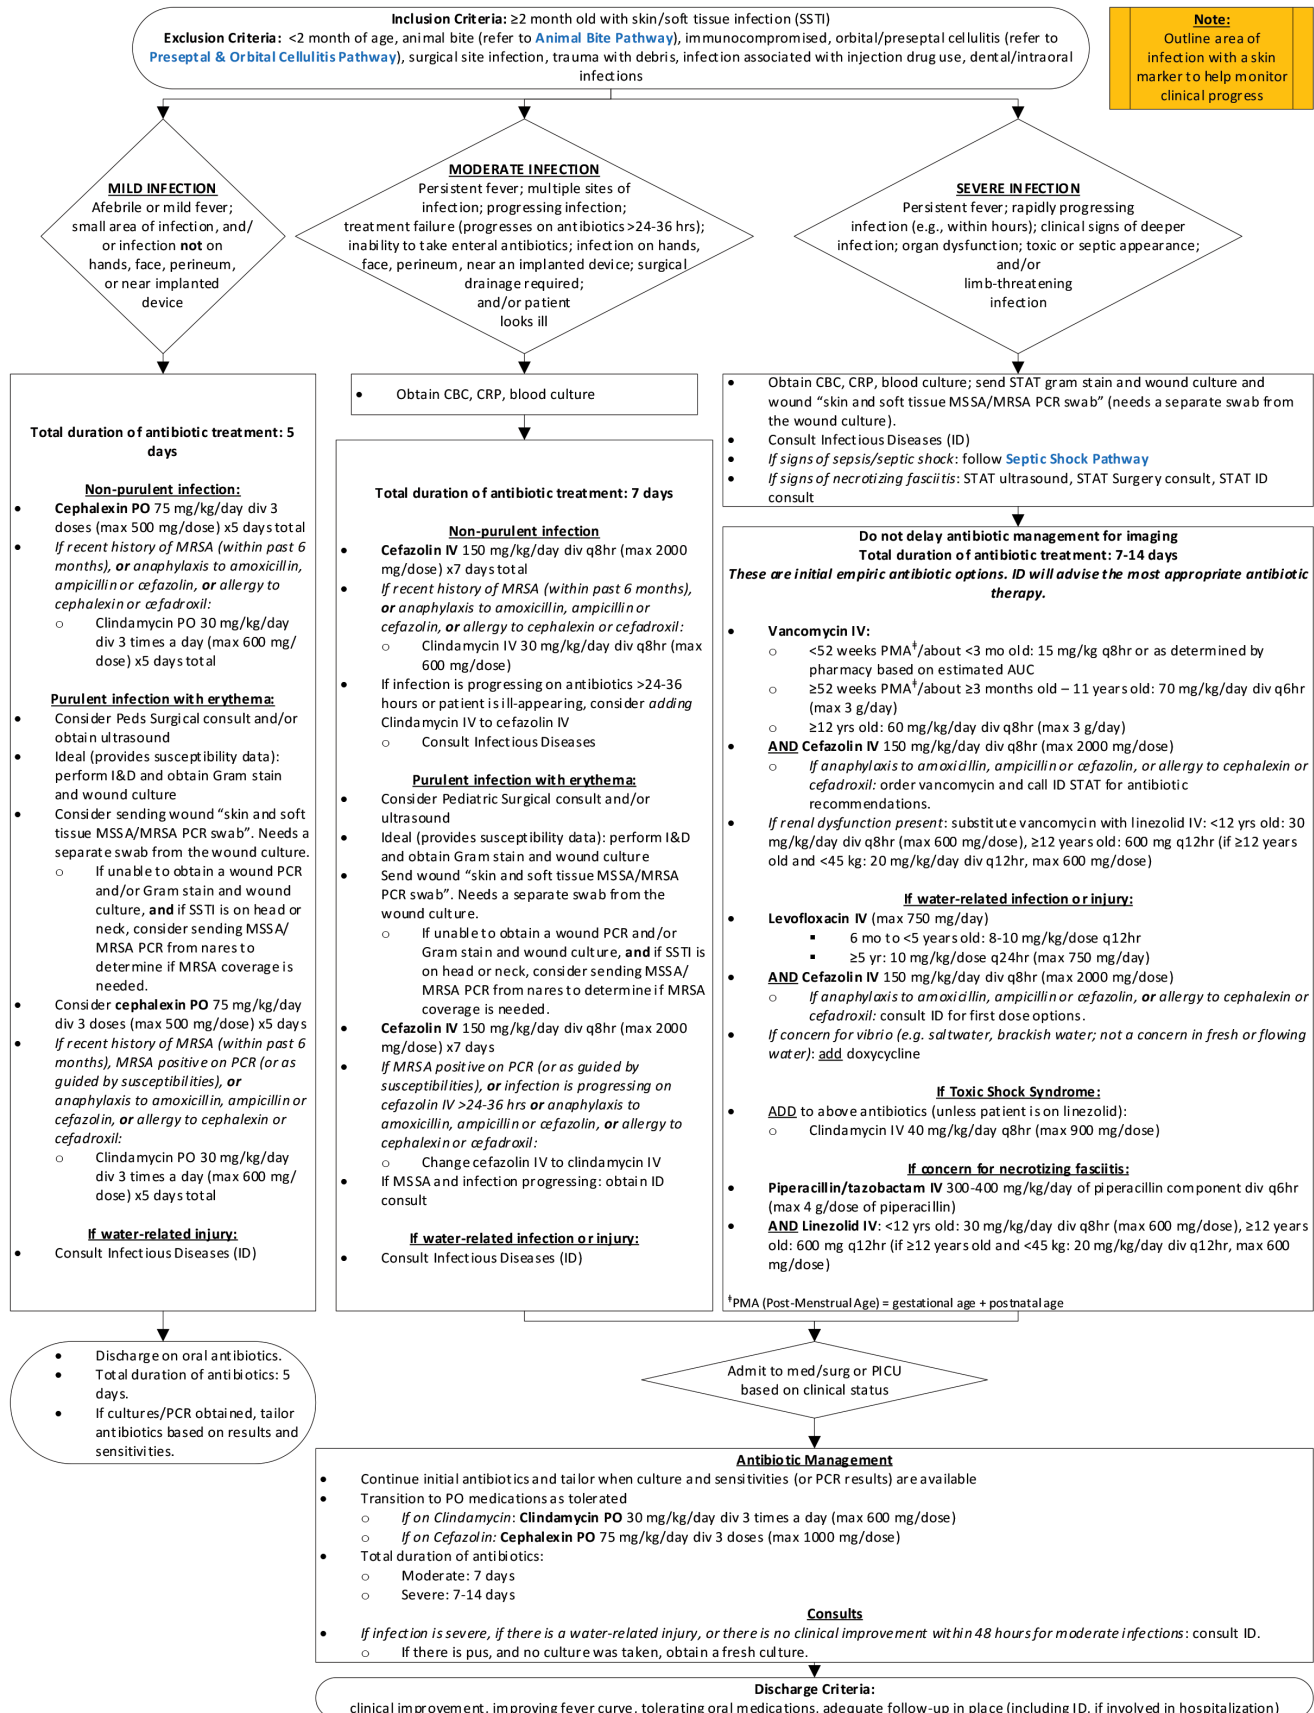 Inclusion Criteria: ≥2 month old with skin/soft tissue infection (SSTI)
Exclusion Criteria: <2 month of age, animal bite (refer to Animal Bite Pathway), immunocompromised, orbital/preseptal cellulitis (refer to
Preseptal & Orbital Cellulitis Pathway), surgical site infection, trauma with debris, infection associated with injection drug use, dental/intraoral
infections
Note:
Outline area of
infection with a skin
marker to help monitor
clinical progress
MILD INFECTION
Afebrile or mild fever;
small area of infection, and/
or infection not on
hands, face, perineum,
or near implanted
device
MODERATE INFECTION
Persistent fever; multiple sites of
infection; progressing infection;
treatment failure (progresses on antibiotics >24-36 hrs);
inability to take enteral antibiotics; infection on hands,
face, perineum, near an implanted device; surgical
drainage required;
and/or patient
looks ill
SEVERE INFECTION
Persistent fever; rapidly progressing
infection (e.g., within hours); clinical signs of deeper
infection; organ dysfunction; toxic or septic appearance;
and/or
limb-threatening
infection
Total duration of antibiotic treatment: 5
days
Non-purulent infection:
• Cephalexin PO 75 mg/kg/day div 3
doses (max 500 mg/dose) x5 days total
• If recent history of MRSA (within past 6
months), or anaphylaxis to amoxicillin,
ampicillin or cefazolin, or allergy to
cephalexin or cefadroxil:
o Clindamycin PO 30 mg/kg/day
div 3 times a day (max 600 mg/
dose) x5 days total
Purulent infection with erythema:
• Consider Peds Surgical consult and/or
obtain ultrasound
• Ideal (provides susceptibility data):
perform I&D and obtain Gram stain
and wound culture
• Consider sending wound “skin and soft
tissue MSSA/MRSA PCR swab”. Needs a
separate swab from the wound culture.
o If unable to obtain a wound PCR
and/or Gram stain and wound
culture, and if SSTI is on head or
neck, consider sending MSSA/
MRSA PCR from nares to
determine if MRSA coverage is
needed.
• Consider cephalexin PO 75 mg/kg/day
div 3 doses (max 500 mg/dose) x5 days
• If recent history of MRSA (within past 6
months), MRSA positive on PCR (or as
guided by susceptibilities), or
anaphylaxis to amoxicillin, ampicillin or
cefazolin, or allergy to cephalexin or
cefadroxil:
o Clindamycin PO 30 mg/kg/day
div 3 times a day (max 600 mg/
dose) x5 days total
If water-related injury:
• Consult Infectious Diseases (ID)
• Obtain CBC, CRP, blood culture
Total duration of antibiotic treatment: 7 days
Non-purulent infection
• Cefazolin IV 150 mg/kg/day div q8hr (max 2000
mg/dose) x7 days total
• If recent history of MRSA (within past 6 months),
or anaphylaxis to amoxicillin, ampicillin or
cefazolin, or allergy to cephalexin or cefadroxil:
o Clindamycin IV 30 mg/kg/day div q8hr (max
600 mg/dose)
• If infection is progressing on antibiotics >24-36
hours or patient is ill-appearing, consider adding
Clindamycin IV to cefazolin IV
o Consult Infectious Diseases
Purulent infection with erythema:
• Consider Pediatric Surgical consult and/or
ultrasound
• Ideal (provides susceptibility data): perform I&D
and obtain Gram stain and wound culture
• Send wound “skin and soft tissue MSSA/MRSA
PCR swab”. Needs a separate swab from the
wound culture.
o If unable to obtain a wound PCR and/or
Gram stain and wound culture, and if SSTI is
on head or neck, consider sending MSSA/
MRSA PCR from nares to determine if MRSA
coverage is needed.
• Cefazolin IV 150 mg/kg/day div q8hr (max 2000
mg/dose) x7 days
• If MRSA positive on PCR (or as guided by
susceptibilities), or infection is progressing on
cefazolin IV >24-36 hrs or anaphylaxis to
amoxicillin, ampicillin or cefazolin, or allergy to
cephalexin or cefadroxil:
o Change cefazolin IV to clindamycin IV
• If MSSA and infection progressing: obtain ID
consult
If water-related infection or injury:
• Consult Infectious Diseases (ID)
• Obtain CBC, CRP, blood culture; send STAT gram stain and wound culture and
wound “skin and soft tissue MSSA/MRSA PCR swab” (needs a separate swab from
the wound culture).
• Consult Infectious Diseases (ID)
• If signs of sepsis/septic shock: follow Septic Shock Pathway
• If signs of necrotizing fasciitis: STAT ultrasound, STAT Surgery consult, STAT ID
consult
Do not delay antibiotic management for imaging
Total duration of antibiotic treatment: 7-14 days
These are initial empiric antibiotic options. ID will advise the most appropriate antibiotic
therapy.
• Vancomycin IV:
o <52 weeks PMAǂ/about <3 mo old: 15 mg/kg q8hr or as determined by
pharmacy based on estimated AUC
o ≥52 weeks PMAǂ/about ≥3 months old – 11 years old: 70 mg/kg/day div q6hr
(max 3 g/day)
o ≥12 yrs old: 60 mg/kg/day div q8hr (max 3 g/day)
• AND Cefazolin IV 150 mg/kg/day div q8hr (max 2000 mg/dose)
o If anaphylaxis to amoxicillin, ampicillin or cefazolin, or allergy to cephalexin or
cefadroxil: order vancomycin and call ID STAT for antibiotic
recommendations.
• If renal dysfunction present: substitute vancomycin with linezolid IV: <12 yrs old: 30
mg/kg/day div q8hr (max 600 mg/dose), ≥12 years old: 600 mg q12hr (if ≥12 years
old and <45 kg: 20 mg/kg/day div q12hr, max 600 mg/dose)
If water-related infection or injury:
• Levofloxacin IV (max 750 mg/day)
▪ 6 mo to <5 years old: 8-10 mg/kg/dose q12hr
▪ ≥5 yr: 10 mg/kg/dose q24hr (max 750 mg/day)
• AND Cefazolin IV 150 mg/kg/day div q8hr (max 2000 mg/dose)
o If anaphylaxis to amoxicillin, ampicillin or cefazolin, or allergy to cephalexin or
cefadroxil: consult ID for first dose options.
• If concern for vibrio (e.g. saltwater, brackish water; not a concern in fresh or flowing
water): add doxycycline
If Toxic Shock Syndrome:
• ADD to above antibiotics (unless patient is on linezolid):
o Clindamycin IV 40 mg/kg/day q8hr (max 900 mg/dose)
If concern for necrotizing fasciitis:
• Piperacillin/tazobactam IV 300-400 mg/kg/day of piperacillin component div q6hr
(max 4 g/dose of piperacillin)
• AND Linezolid IV: <12 yrs old: 30 mg/kg/day div q8hr (max 600 mg/dose), ≥12 years
old: 600 mg q12hr (if ≥12 years old and <45 kg: 20 mg/kg/day div q12hr, max 600
mg/dose)
ǂPMA (Post-Menstrual Age) = gestational age + postnatal age
• Discharge on oral antibiotics.
• Total duration of antibiotics: 5
days.
• If cultures/PCR obtained, tailor
antibiotics based on results and
sensitivities.
Admit to med/surg or PICU
based on clinical status
Antibiotic Management
• Continue initial antibiotics and tailor when culture and sensitivities (or PCR results) are available
• Transition to PO medications as tolerated
o If on Clindamycin: Clindamycin PO 30 mg/kg/day div 3 times a day (max 600 mg/dose)
o If on Cefazolin: Cephalexin PO 75 mg/kg/day div 3 doses (max 1000 mg/dose)
• Total duration of antibiotics:
o Moderate: 7 days
o Severe: 7-14 days
Consults
• If infection is severe, if there is a water-related injury, or there is no clinical improvement within 48 hours for moderate infections: consult ID.
o If there is pus, and no culture was taken, obtain a fresh culture.
Discharge Criteria:
clinical improvement, improving fever curve, tolerating oral medications, adequate follow-up in place (including ID, if involved in hospitalization)